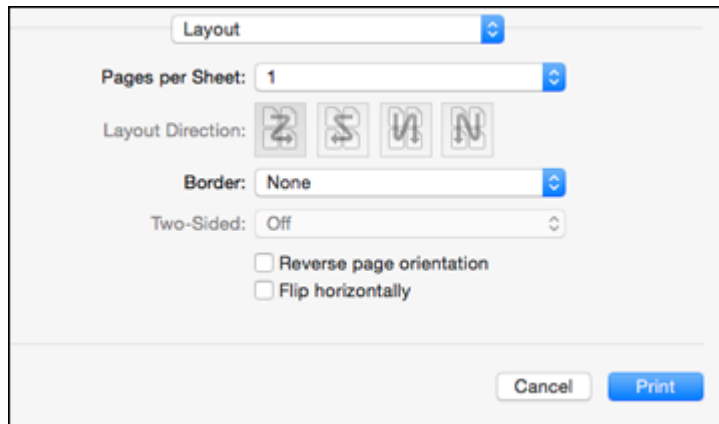 Layout
Pages per Sheet: 1
Layout Direction:
Border: None
Two-Sided: Off
Reverse page orientation
Flip horizontally
Cancel Print